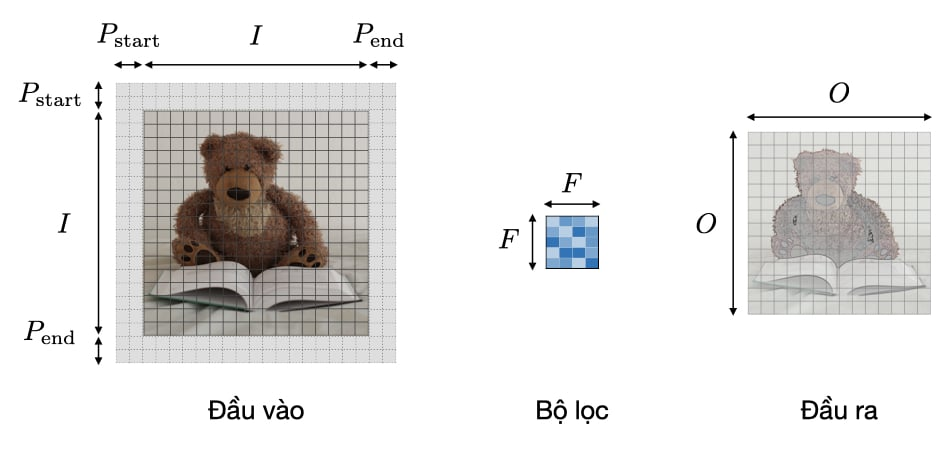 P_start I P_end
P_start
I
P_end
F
F
O
O
Đầu vào
Bộ lọc
Đầu ra